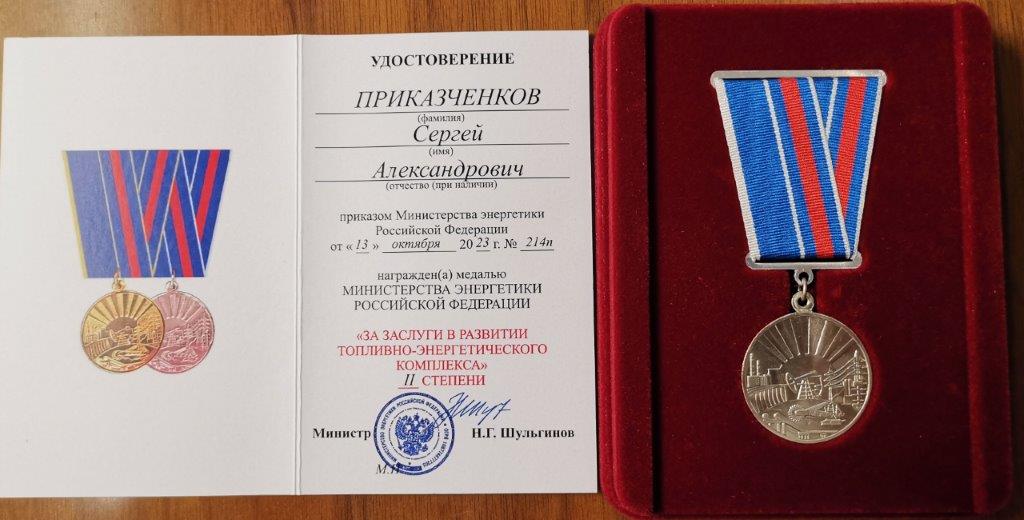 УДОСТОВЕРЕНИЕ
ПРИКАЗЧЕНКОВ
(фамилия)
Сергей
(имя)
Александрович
(отчество (при наличии)
приказом Министерства энергетики
Российской Федерации
от « 13 » октября 20 23 г. № 214п
награжден(а) медалью
МИНИСТЕРСТВА ЭНЕРГЕТИКИ
РОССИЙСКОЙ ФЕДЕРАЦИИ
«ЗА ЗАСЛУГИ В РАЗВИТИИ
ТОПЛИВНО-ЭНЕРГЕТИЧЕСКОГО
КОМПЛЕКСА»
II СТЕПЕНИ
Министр Н.Г. Шульгинов
М.П.